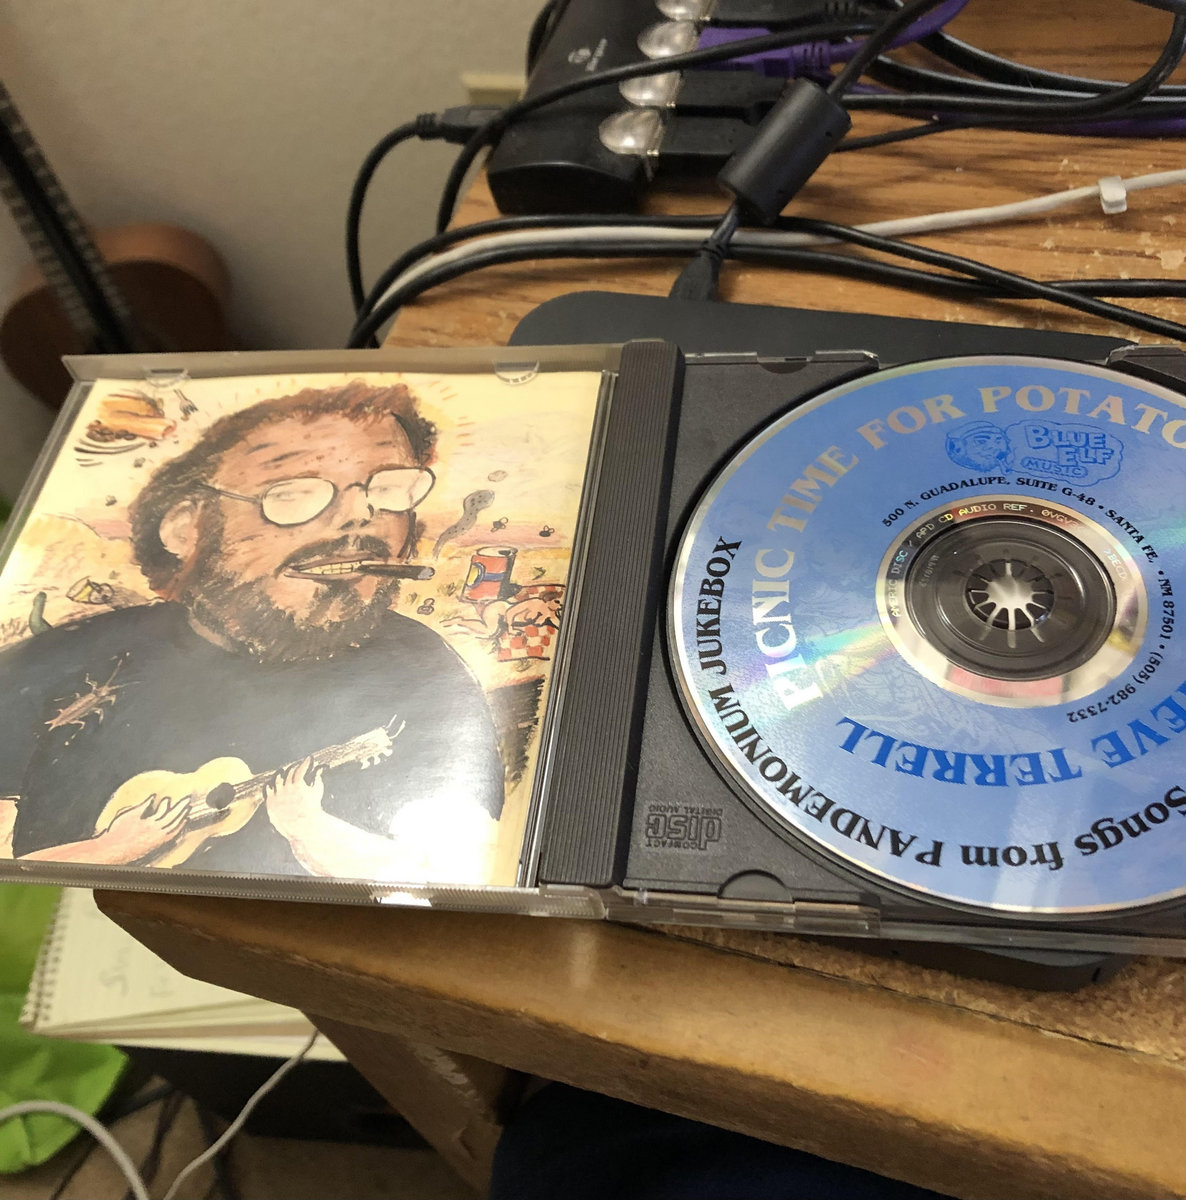 PICNIC TIME FOR POTATO
BLUE
ELF
MUSIC
500 N. GUADALUPE, SUITE G-48 • SANTA FE, • NM 87501 • (505) 982-7332
EVE TERRELL
Songs from PANDEMONIUM JUKEBOX
COMPACT
disc
DIGITAL AUDIO